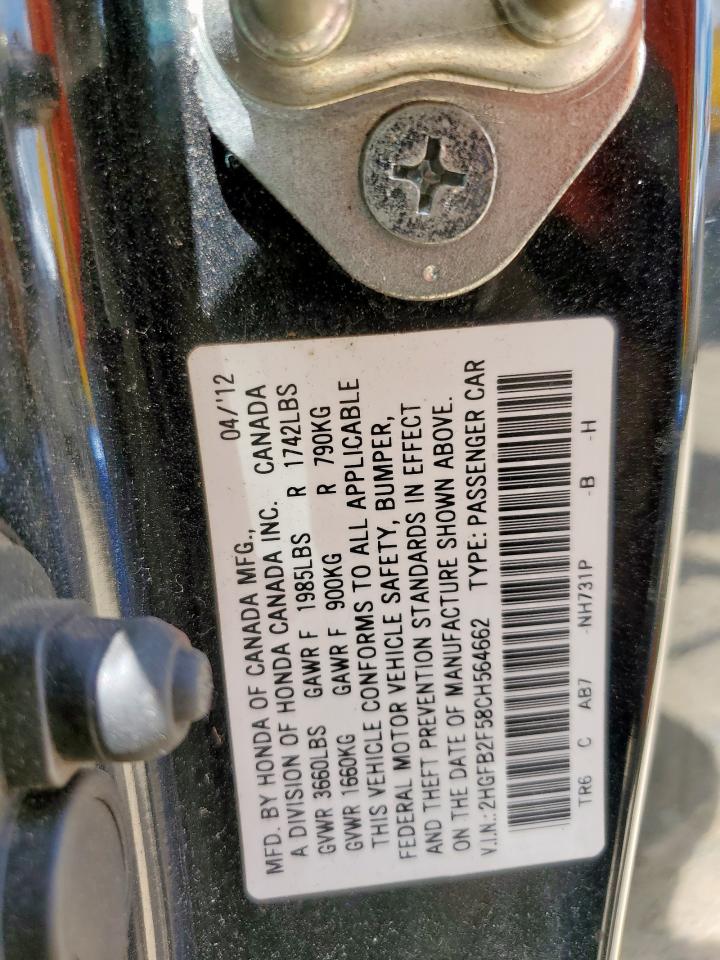 MFD. BY HONDA OF CANADA MFG., 04/'12
A DIVISION OF HONDA CANADA INC. CANADA
GVWR 3660LBS GAWR F 1985LBS R 1742LBS
GVWR 1660KG GAWR F 900KG R 790KG
THIS VEHICLE CONFORMS TO ALL APPLICABLE
FEDERAL MOTOR VEHICLE SAFETY, BUMPER,
AND THEFT PREVENTION STANDARDS IN EFFECT
ON THE DATE OF MANUFACTURE SHOWN ABOVE.
V.I.N.: 2HGFB2F58CH564662 TYPE: PASSENGER CAR
TR6 C AB7 -NH731P -B -H